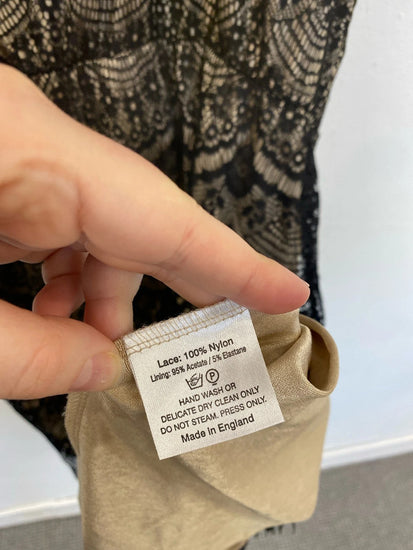 Lace: 100% Nylon
Lining: 95% Acetate / 5% Elastane
P
HAND WASH OR
DELICATE DRY CLEAN ONLY
DO NOT STEAM. PRESS ONLY.
Made in England